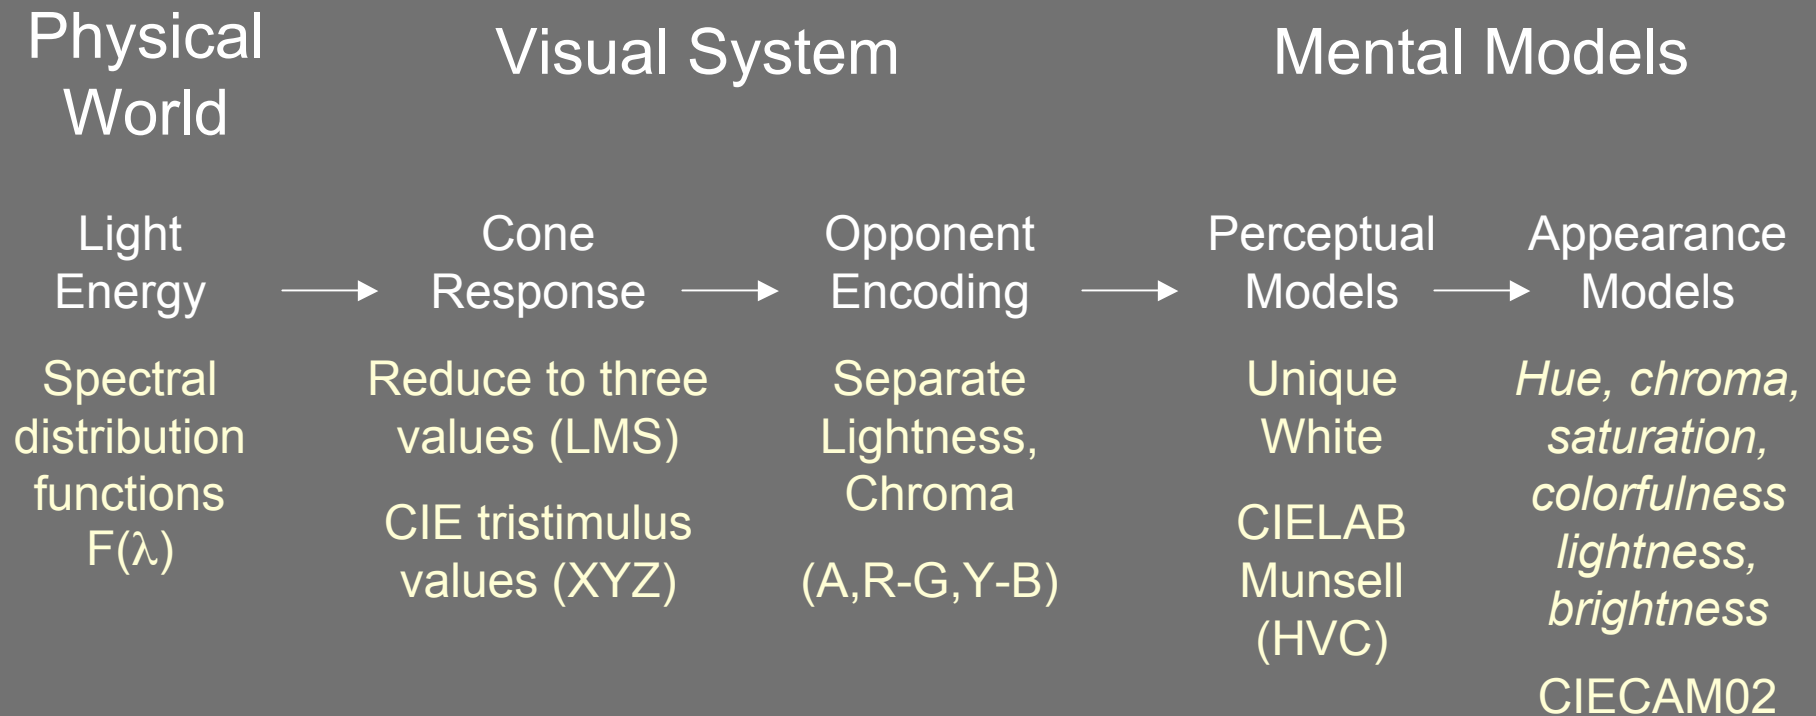 Physical
World
Visual System
Mental Models
Light
Energy
Cone
Response
Opponent
Encoding
Perceptual
Models
Appearance
Models
Spectral
distribution
functions
F(λ)
Reduce to three
values (LMS)
CIE tristimulus
values (XYZ)
Separate
Lightness,
Chroma
(A,R-G,Y-B)
Unique
White
CIELAB
Munsell
(HVC)
Hue, chroma,
saturation,
colorfulness
lightness,
brightness
CIECAM02